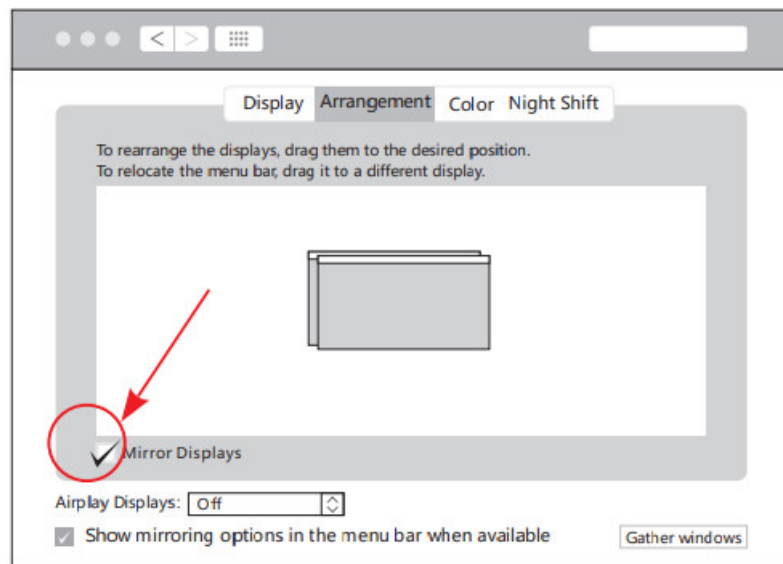 Display Arrangement Color Night Shift
To rearrange the displays, drag them to the desired position.
To relocate the menu bar, drag it to a different display.
Mirror Displays
Airplay Displays: Off
Show mirroring options in the menu bar when available
Gather windows